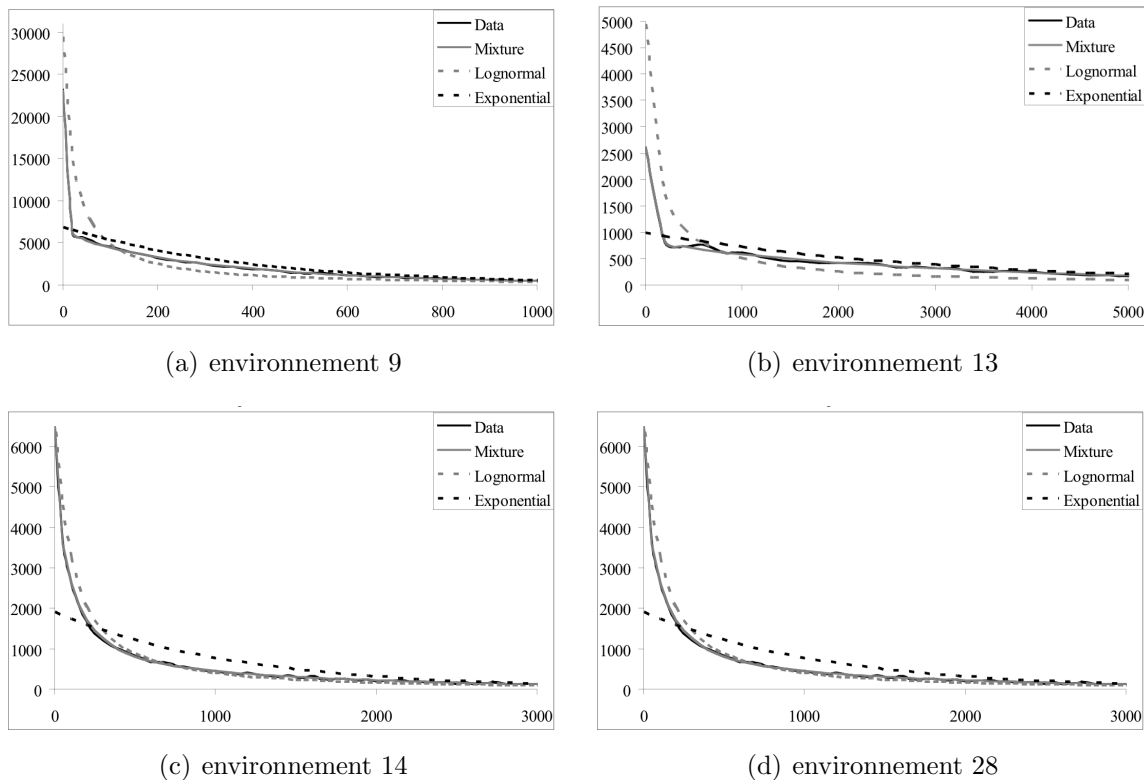 30000
25000
20000
15000
10000
5000
0
0 200 400 600 800 1000
Data
Mixture
Lognormal
Exponential
(a) environnement 9
5000
4500
4000
3500
3000
2500
2000
1500
1000
500
0
0 1000 2000 3000 4000 5000
Data
Mixture
Lognormal
Exponential
(b) environnement 13
6000
5000
4000
3000
2000
1000
0
0 1000 2000 3000
Data
Mixture
Lognormal
Exponential
(c) environnement 14
6000
5000
4000
3000
2000
1000
0
0 1000 2000 3000
Data
Mixture
Lognormal
Exponential
(d) environnement 28